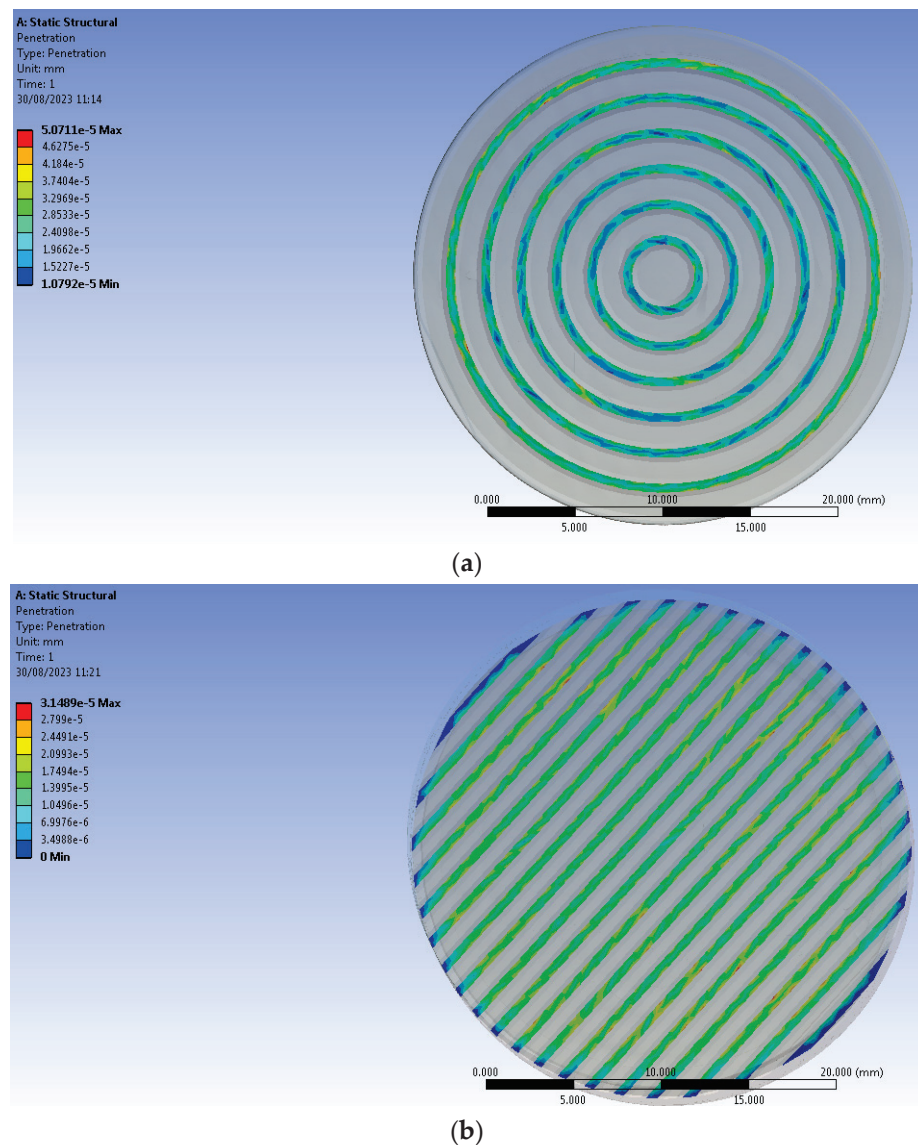 A: Static Structural
Penetration
Type: Penetration
Unit: mm
Time: 1
30/08/2023 11:14
5.0711e-5 Max
4.6275e-5
4.184e-5
3.7404e-5
3.2969e-5
2.8533e-5
2.4098e-5
1.9662e-5
1.5227e-5
1.0792e-5 Min
0.000 10.000 20.000 (mm)
5.000 15.000
(a)
A: Static Structural
Penetration
Type: Penetration
Unit: mm
Time: 1
30/08/2023 11:21
3.1489e-5 Max
2.799e-5
2.4491e-5
2.0993e-5
1.7494e-5
1.3995e-5
1.0496e-5
6.9976e-6
3.4988e-6
0 Min
0.000 10.000 20.000 (mm)
5.000 15.000
(b)